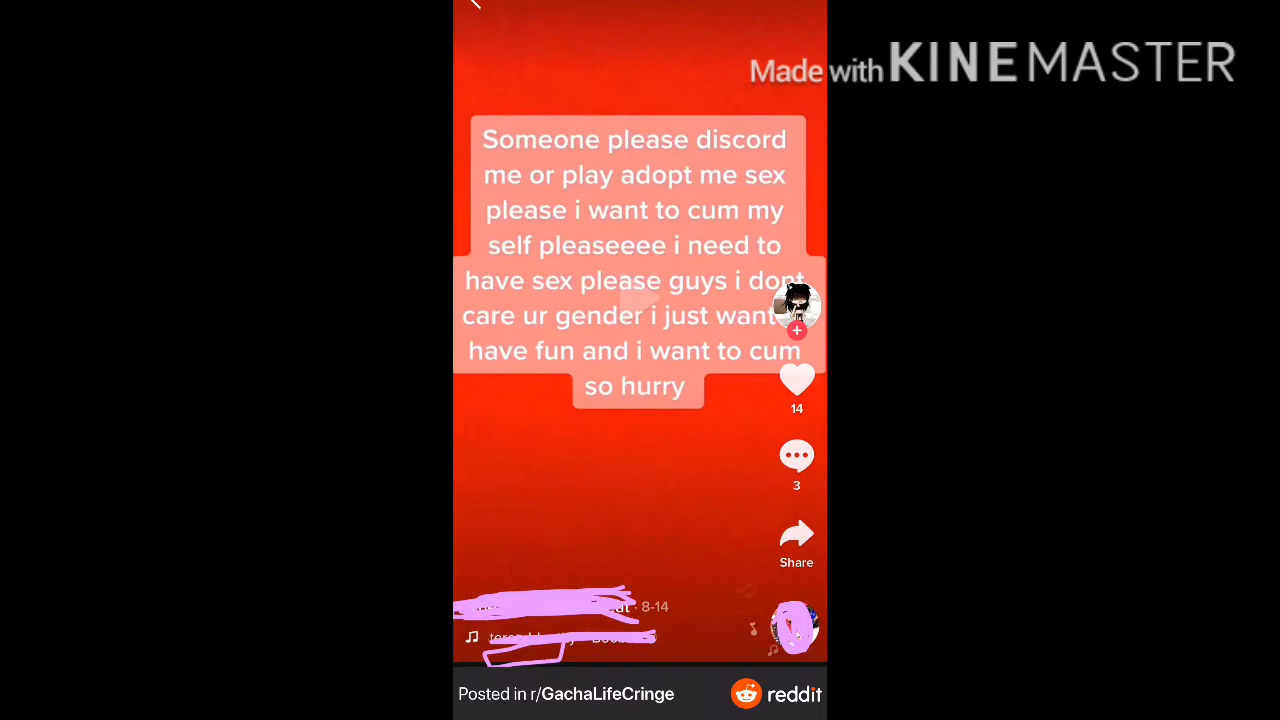 Made with KINEMASTER
Someone please discord
me or play adopt me sex
please i want to cum my
self pleaseeee i need to
have sex please guys i dont
care ur gender i just want
have fun and i want to cum
so hurry
14
3
Share
· 8-14
Posted in r/GachaLifeCringe
reddit